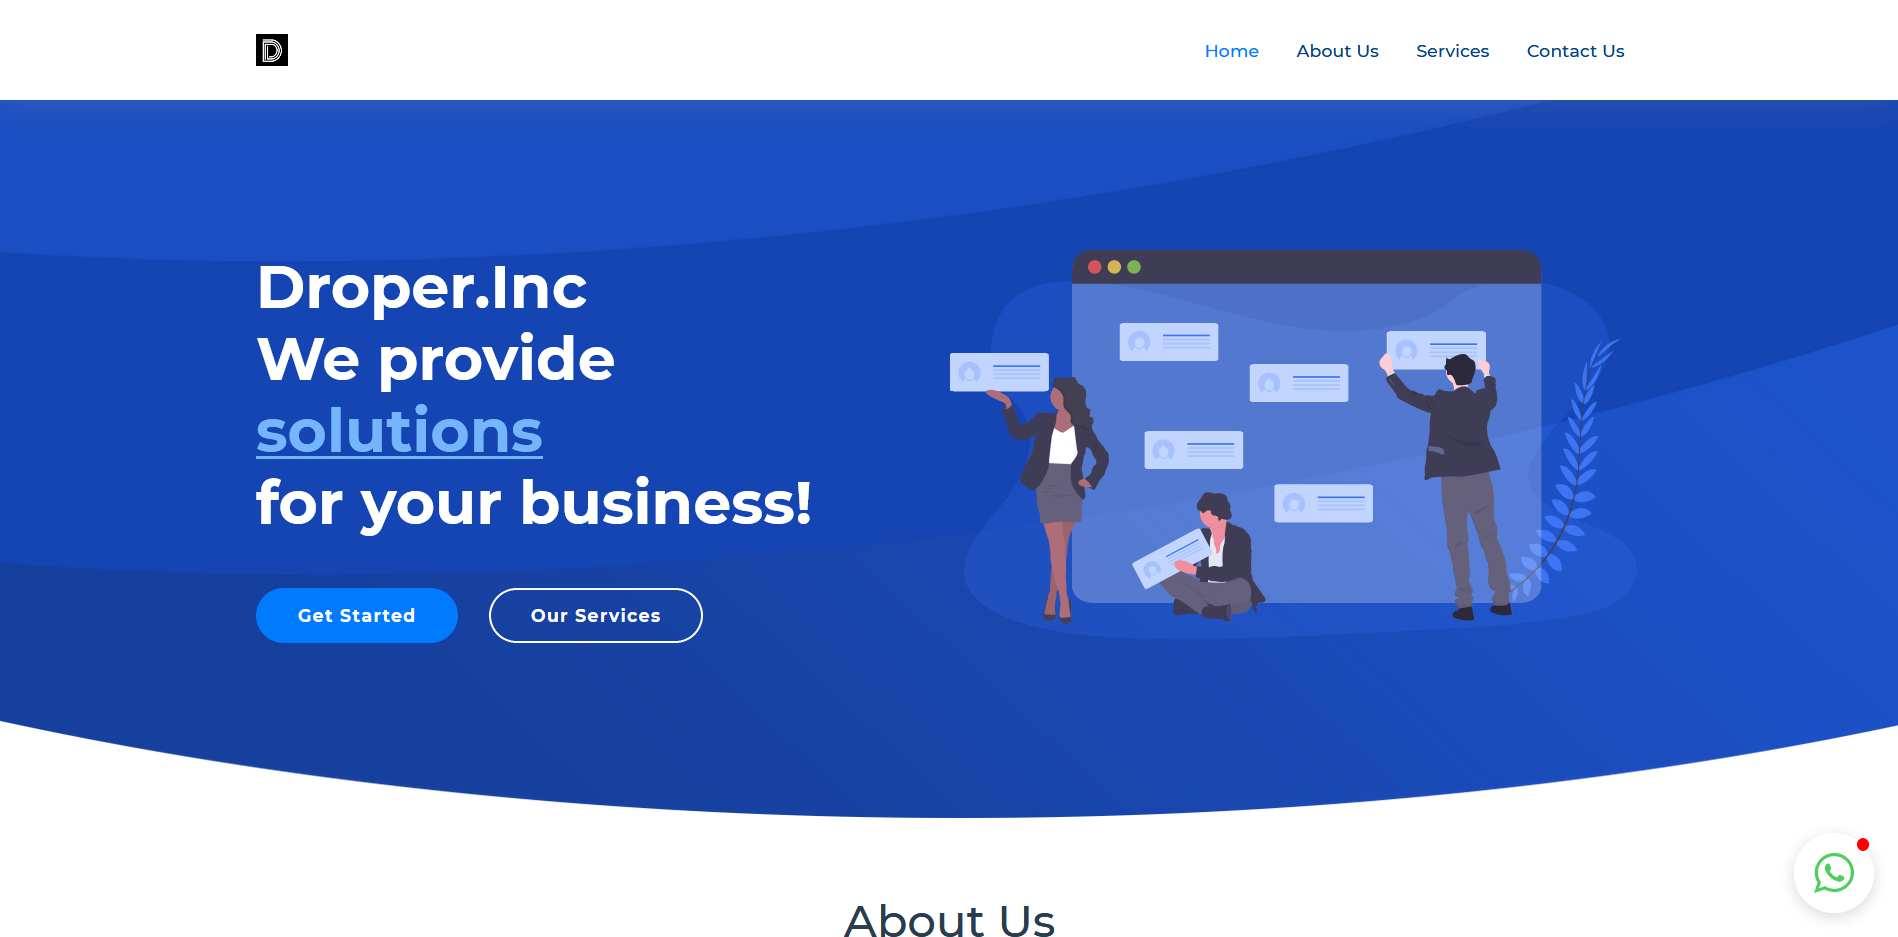 D
Home About Us Services Contact Us
Droper.Inc
We provide
solutions
for your business!
Get Started Our Services
About Us